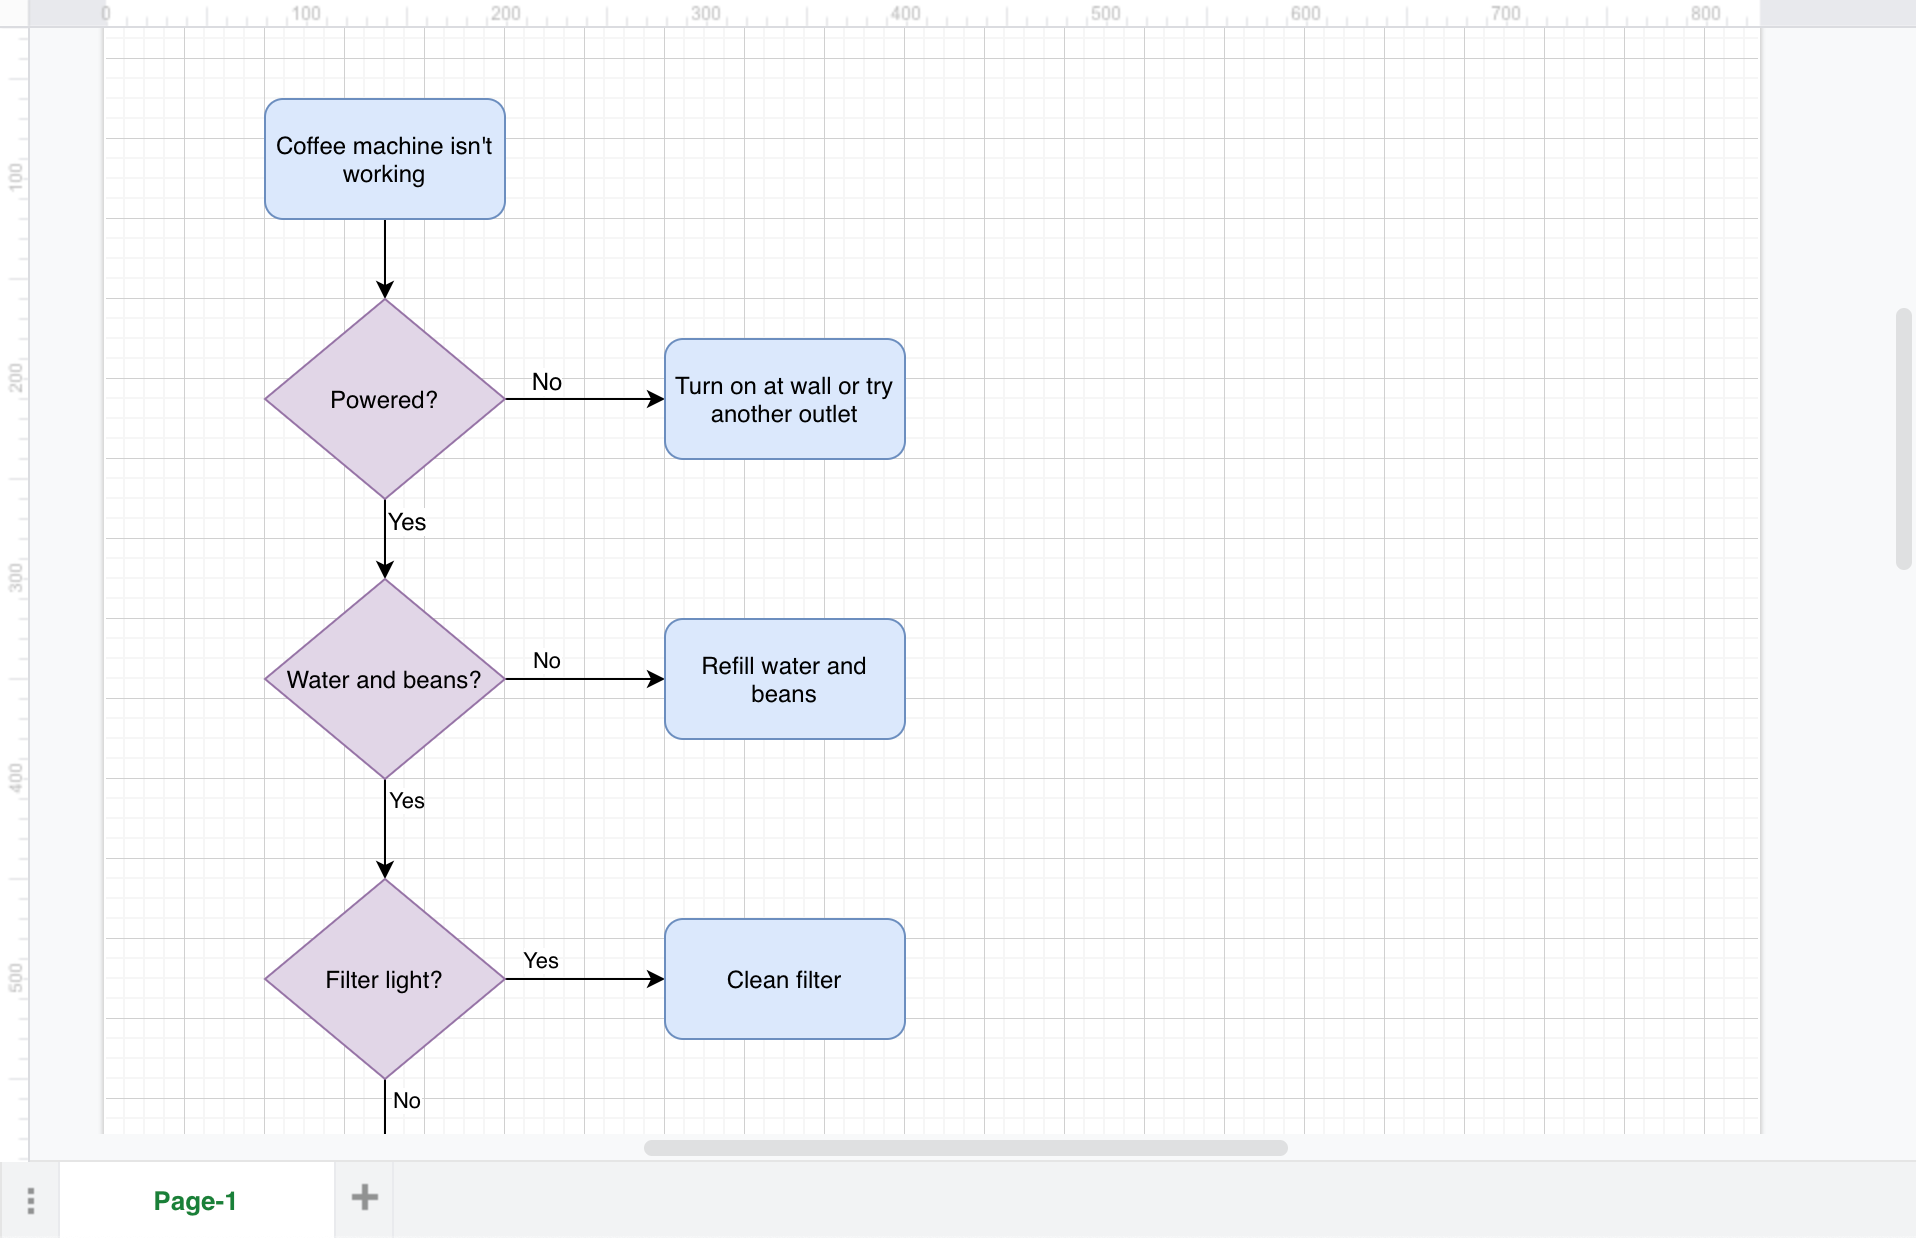 0 100 200 300 400 500 600 700 800
100
200
300
400
500
Coffee machine isn't
working
Powered?
No
Turn on at wall or try
another outlet
Yes
Water and beans?
No
Refill water and
beans
Yes
Filter light?
Yes
Clean filter
No
Page-1